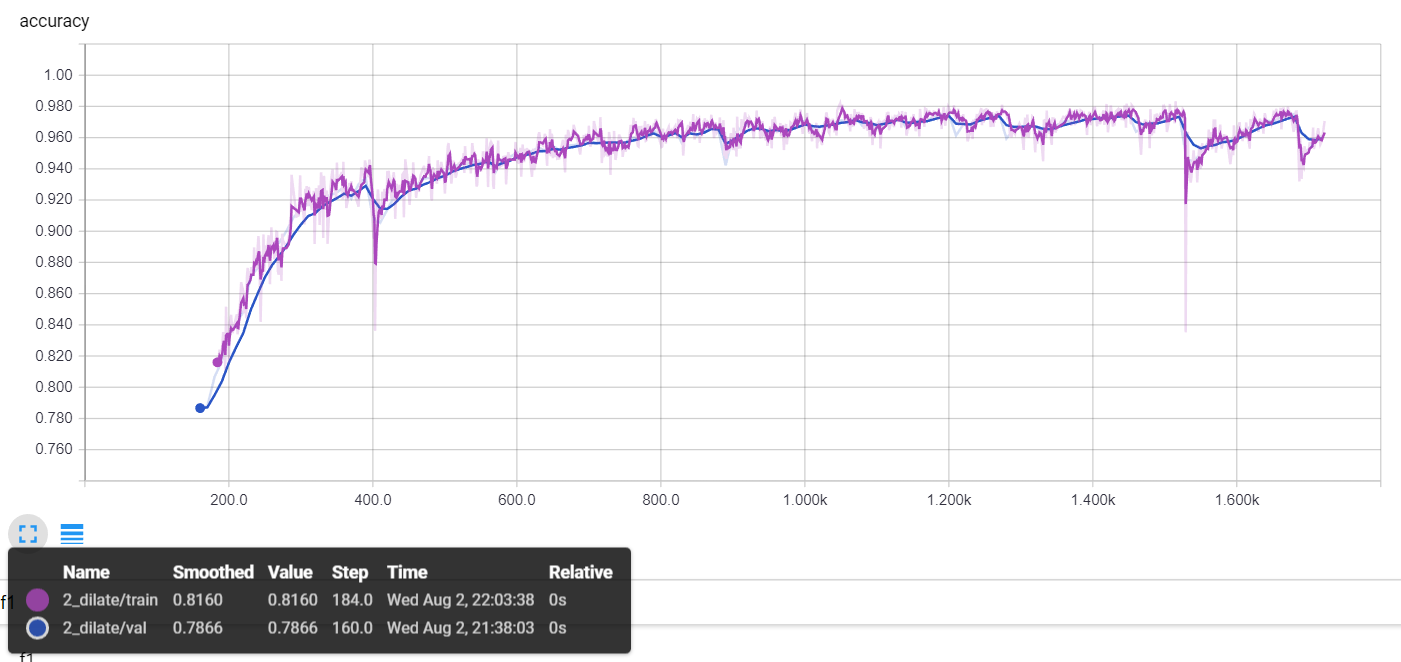 accuracy
1.00
0.980
0.960
0.940
0.920
0.900
0.880
0.860
0.840
0.820
0.800
0.780
0.760
200.0 400.0 600.0 800.0 1.000k 1.200k 1.400k 1.600k
Name Smoothed Value Step Time Relative
f1 2_dilate/train 0.8160 0.8160 184.0 Wed Aug 2, 22:03:38 0s
2_dilate/val 0.7866 0.7866 160.0 Wed Aug 2, 21:38:03 0s
f1